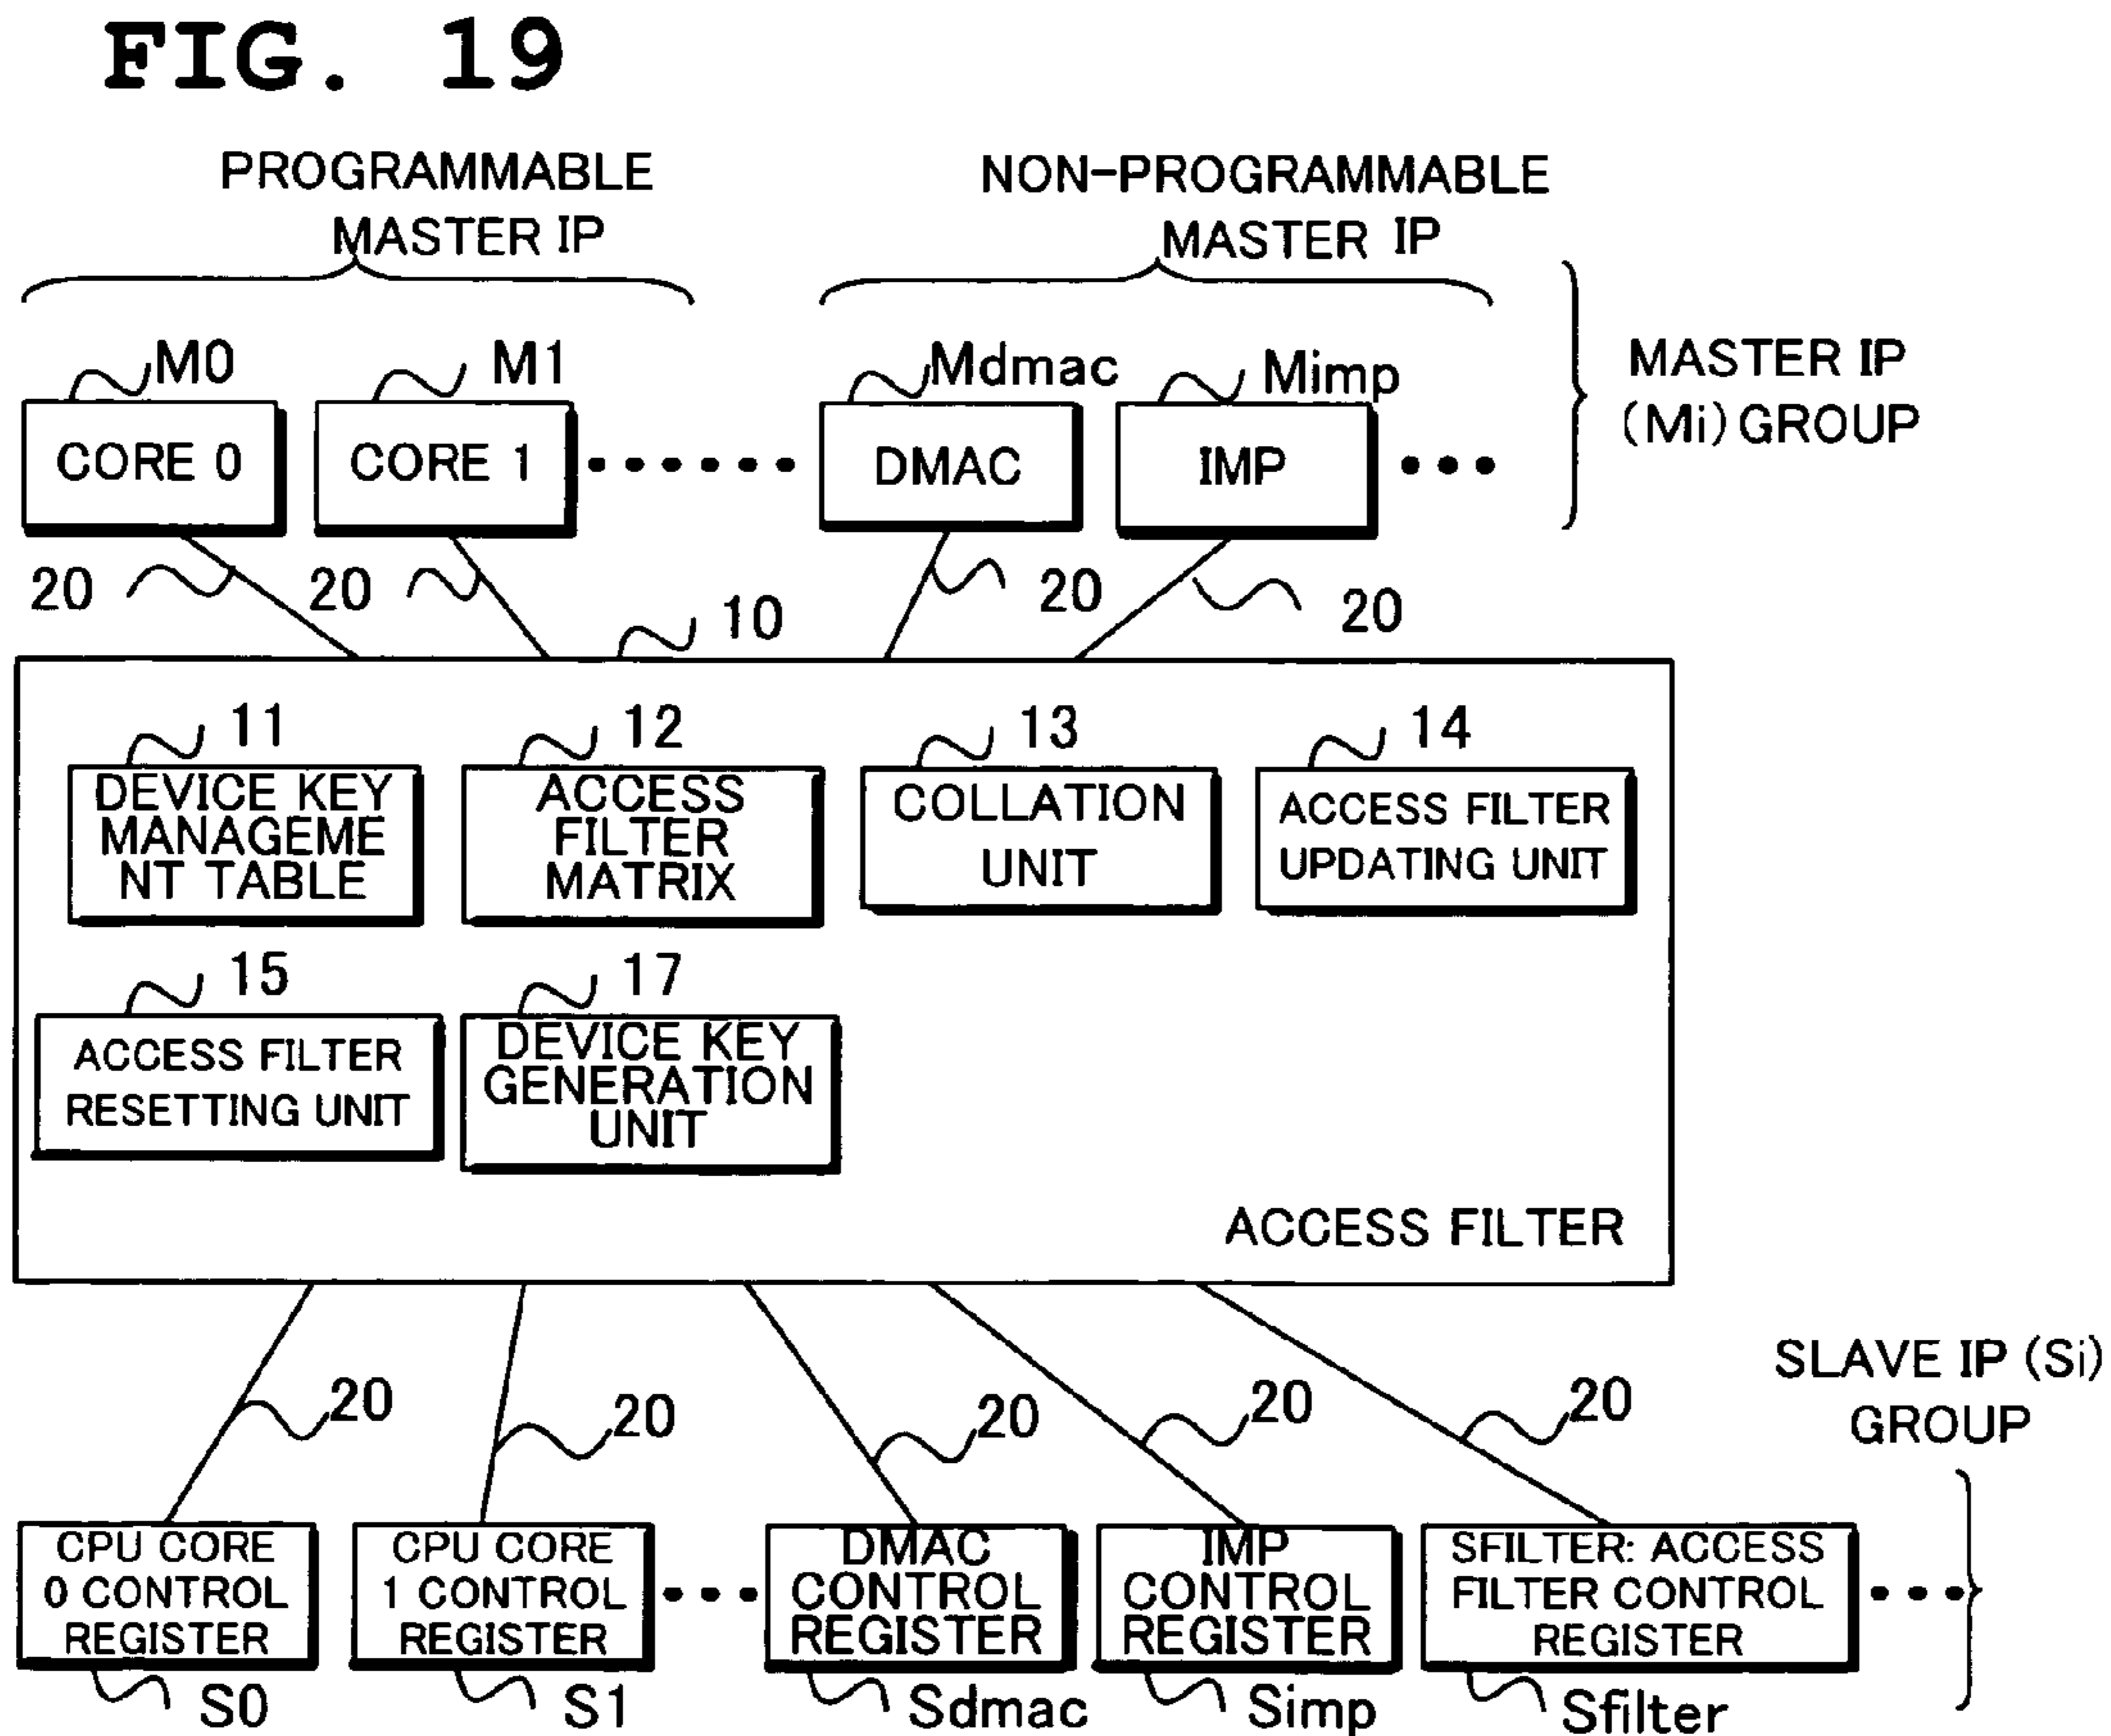 FIG. 19
PROGRAMMABLE
MASTER IP
NON-PROGRAMMABLE
MASTER IP
M0
M1
Mdmac
Mimp
MASTER IP
(Mi) GROUP
CORE 0
CORE 1
DMAC
IMP
20
20
20
20
10
11
12
13
14
DEVICE KEY
MANAGEME
NT TABLE
ACCESS
FILTER
MATRIX
COLLATION
UNIT
ACCESS FILTER
UPDATING UNIT
15
17
ACCESS FILTER
RESETTING UNIT
DEVICE KEY
GENERATION
UNIT
ACCESS FILTER
SLAVE IP (Si)
GROUP
20
20
20
20
20
CPU CORE
0 CONTROL
REGISTER
CPU CORE
1 CONTROL
REGISTER
DMAC
CONTROL
REGISTER
IMP
CONTROL
REGISTER
SFILTER: ACCESS
FILTER CONTROL
REGISTER
S0
S1
Sdmac
Simp
Sfilter